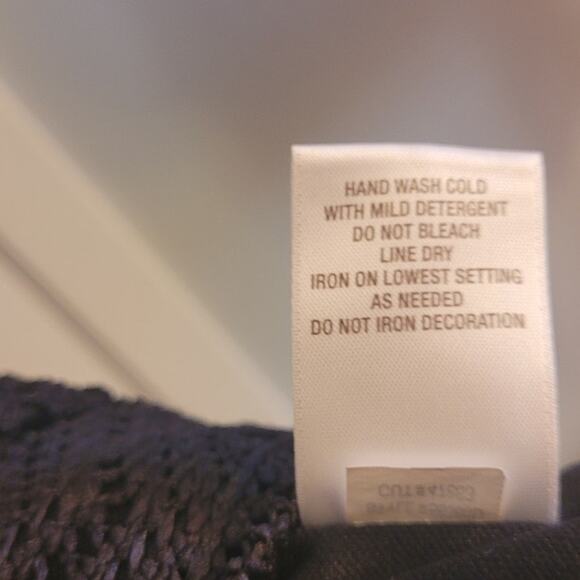 HAND WASH COLD
WITH MILD DETERGENT
DO NOT BLEACH
LINE DRY
IRON ON LOWEST SETTING
AS NEEDED
DO NOT IRON DECORATION